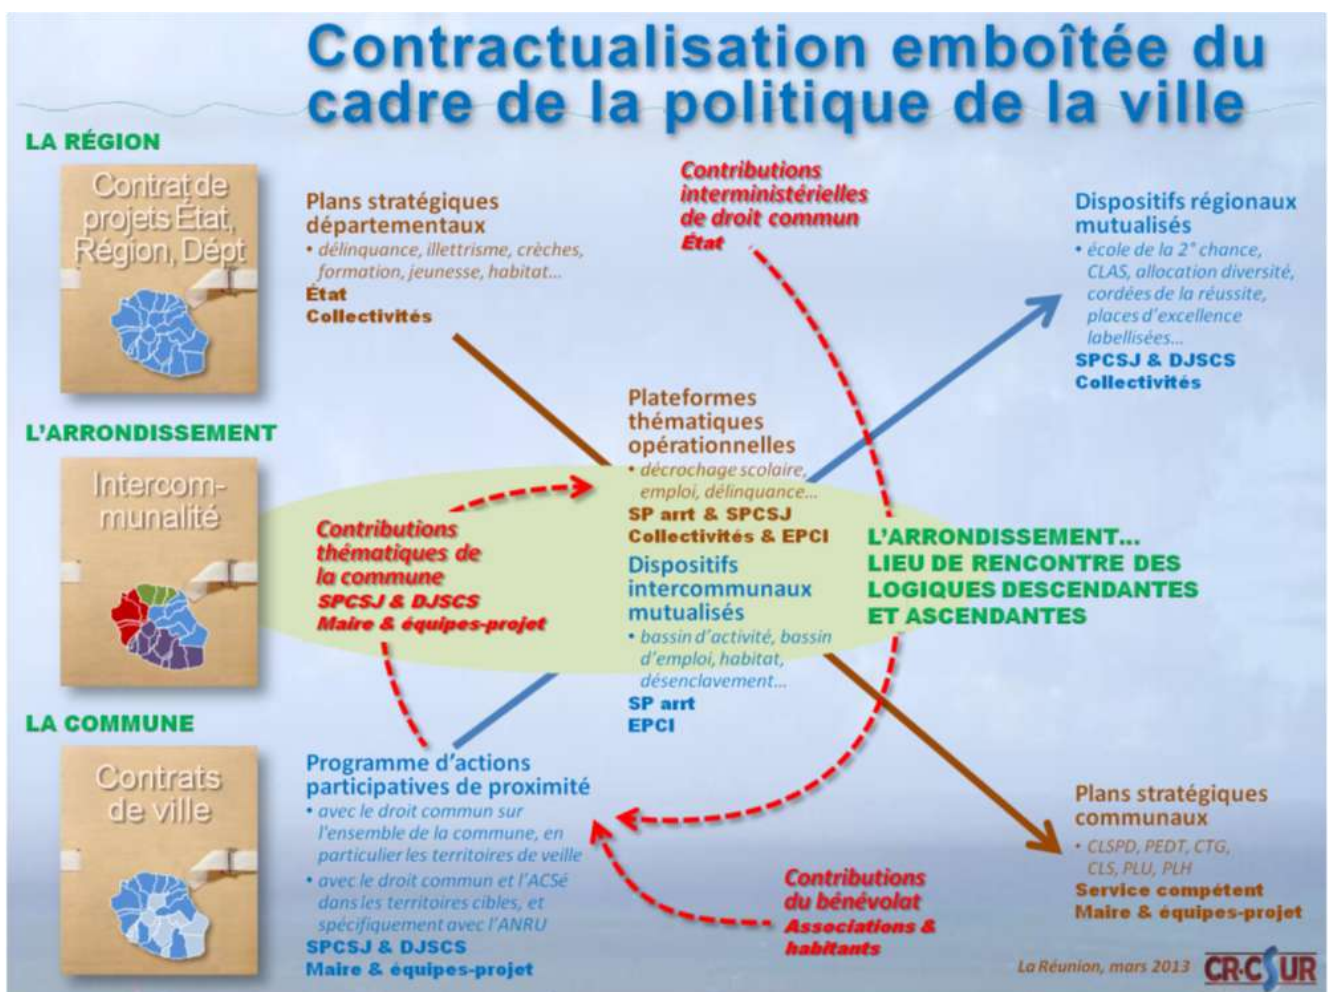 Contractualisation emboîtée du
cadre de la politique de la ville
LA RÉGION
Contrat de
projets État,
Région, Dépt
Plans stratégiques
départementaux
• délinquance, illettrisme, crèches,
formation, jeunesse, habitat...
État
Collectivités
Contributions
interministérielles
de droit commun
État
Dispositifs régionaux
mutualisés
• école de la 2° chance,
CLAS, allocation diversité,
cordées de la réussite,
places d'excellence
labellisées...
SPCSJ & DJSCS
Collectivités
L'ARRONDISSEMENT
Intercom-
munalité
Contributions
thématiques de
la commune
SPCSJ & DJSCS
Maire & équipes-projet
Plateformes
thématiques
opérationnelles
• décrochage scolaire,
emploi, délinquance...
SP arrt & SPCSJ
Collectivités & EPCI
Dispositifs
intercommunaux
mutualisés
• bassin d'activité, bassin
d'emploi, habitat,
désenclavement...
SP arrt
EPCI
L'ARRONDISSEMENT...
LIEU DE RENCONTRE DES
LOGIQUES DESCENDANTES
ET ASCENDANTES
LA COMMUNE
Contrats
de ville
Programme d'actions
participatives de proximité
• avec le droit commun sur
l'ensemble de la commune, en
particulier les territoires de veille
• avec le droit commun et l'ACSé
dans les territoires cibles, et
spécifiquement avec l'ANRU
SPCSJ & DJSCS
Maire & équipes-projet
Contributions
du bénévolat
Associations &
habitants
Plans stratégiques
communaux
• CLSPD, PEDT, CTG,
CLS, PLU, PLH
Service compétent
Maire & équipes-projet
La Réunion, mars 2013
CR·CSUR